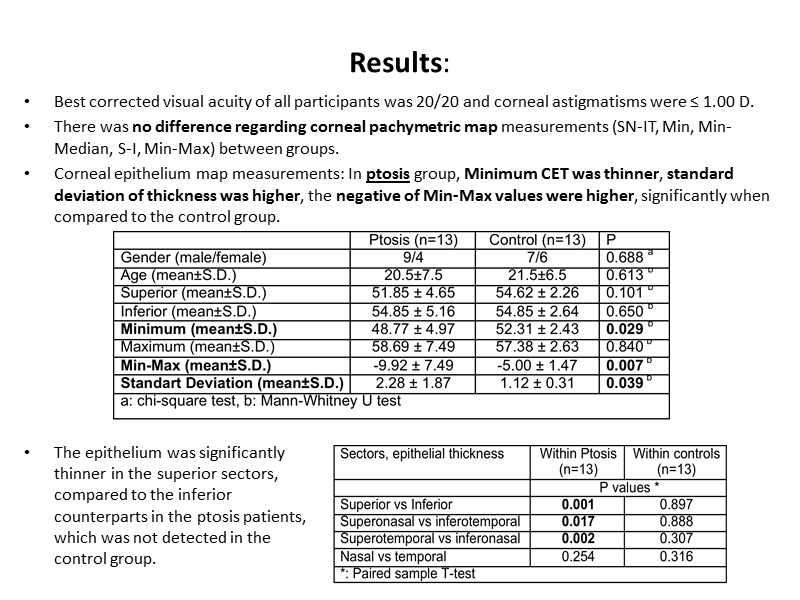 Results:
• Best corrected visual acuity of all participants was 20/20 and corneal astigmatisms were ≤ 1.00 D.
• There was no difference regarding corneal pachymetric map measurements (SN-IT, Min, Min-
Median, S-I, Min-Max) between groups.
• Corneal epithelium map measurements: In ptosis group, Minimum CET was thinner, standard
deviation of thickness was higher, the negative of Min-Max values were higher, significantly when
compared to the control group.
Ptosis (n=13) Control (n=13) P
Gender (male/female) 9/4 7/6 0.688 a
Age (mean±S.D.) 20.5±7.5 21.5±6.5 0.613 b
Superior (mean±S.D.) 51.85 ± 4.65 54.62 ± 2.26 0.101 b
Inferior (mean±S.D.) 54.85 ± 5.16 54.85 ± 2.64 0.650 b
Minimum (mean±S.D.) 48.77 ± 4.97 52.31 ± 2.43 0.029 b
Maximum (mean±S.D.) 58.69 ± 7.49 57.38 ± 2.63 0.840 b
Min-Max (mean±S.D.) -9.92 ± 7.49 -5.00 ± 1.47 0.007 b
Standart Deviation (mean±S.D.) 2.28 ± 1.87 1.12 ± 0.31 0.039 b
a: chi-square test, b: Mann-Whitney U test
• The epithelium was significantly
thinner in the superior sectors,
compared to the inferior
counterparts in the ptosis patients,
which was not detected in the
control group.
Sectors, epithelial thickness Within Ptosis Within controls
(n=13) (n=13)
P values *
Superior vs Inferior 0.001 0.897
Superonasal vs inferotemporal 0.017 0.888
Superotemporal vs inferonasal 0.002 0.307
Nasal vs temporal 0.254 0.316
*: Paired sample T-test